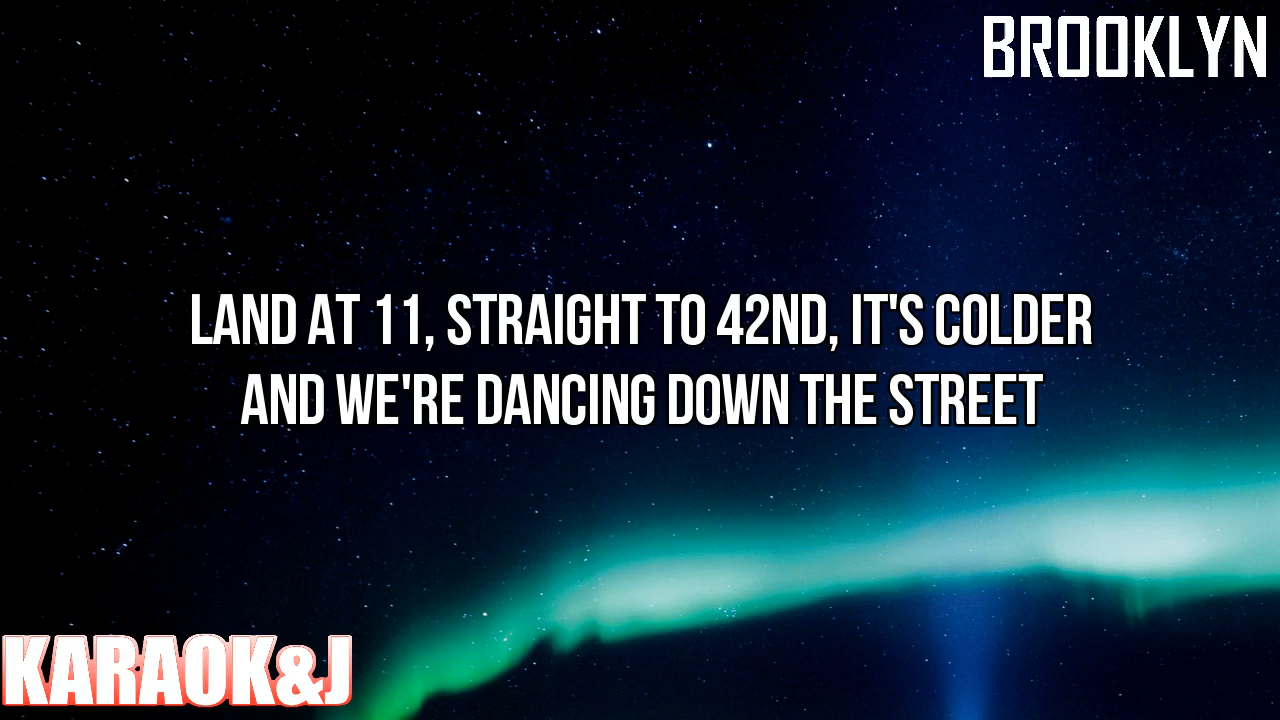 BROOKLYN
LAND AT 11, STRAIGHT TO 42ND, IT'S COLDER
AND WE'RE DANCING DOWN THE STREET
KARAOK&J